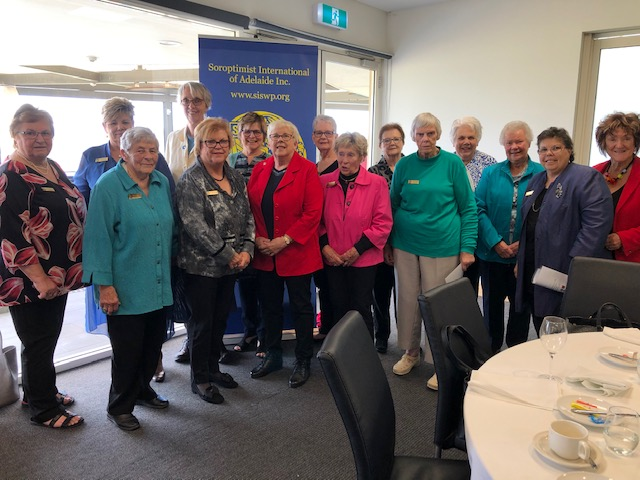 Soroptimist International
of Adelaide Inc.
www.siswp.org